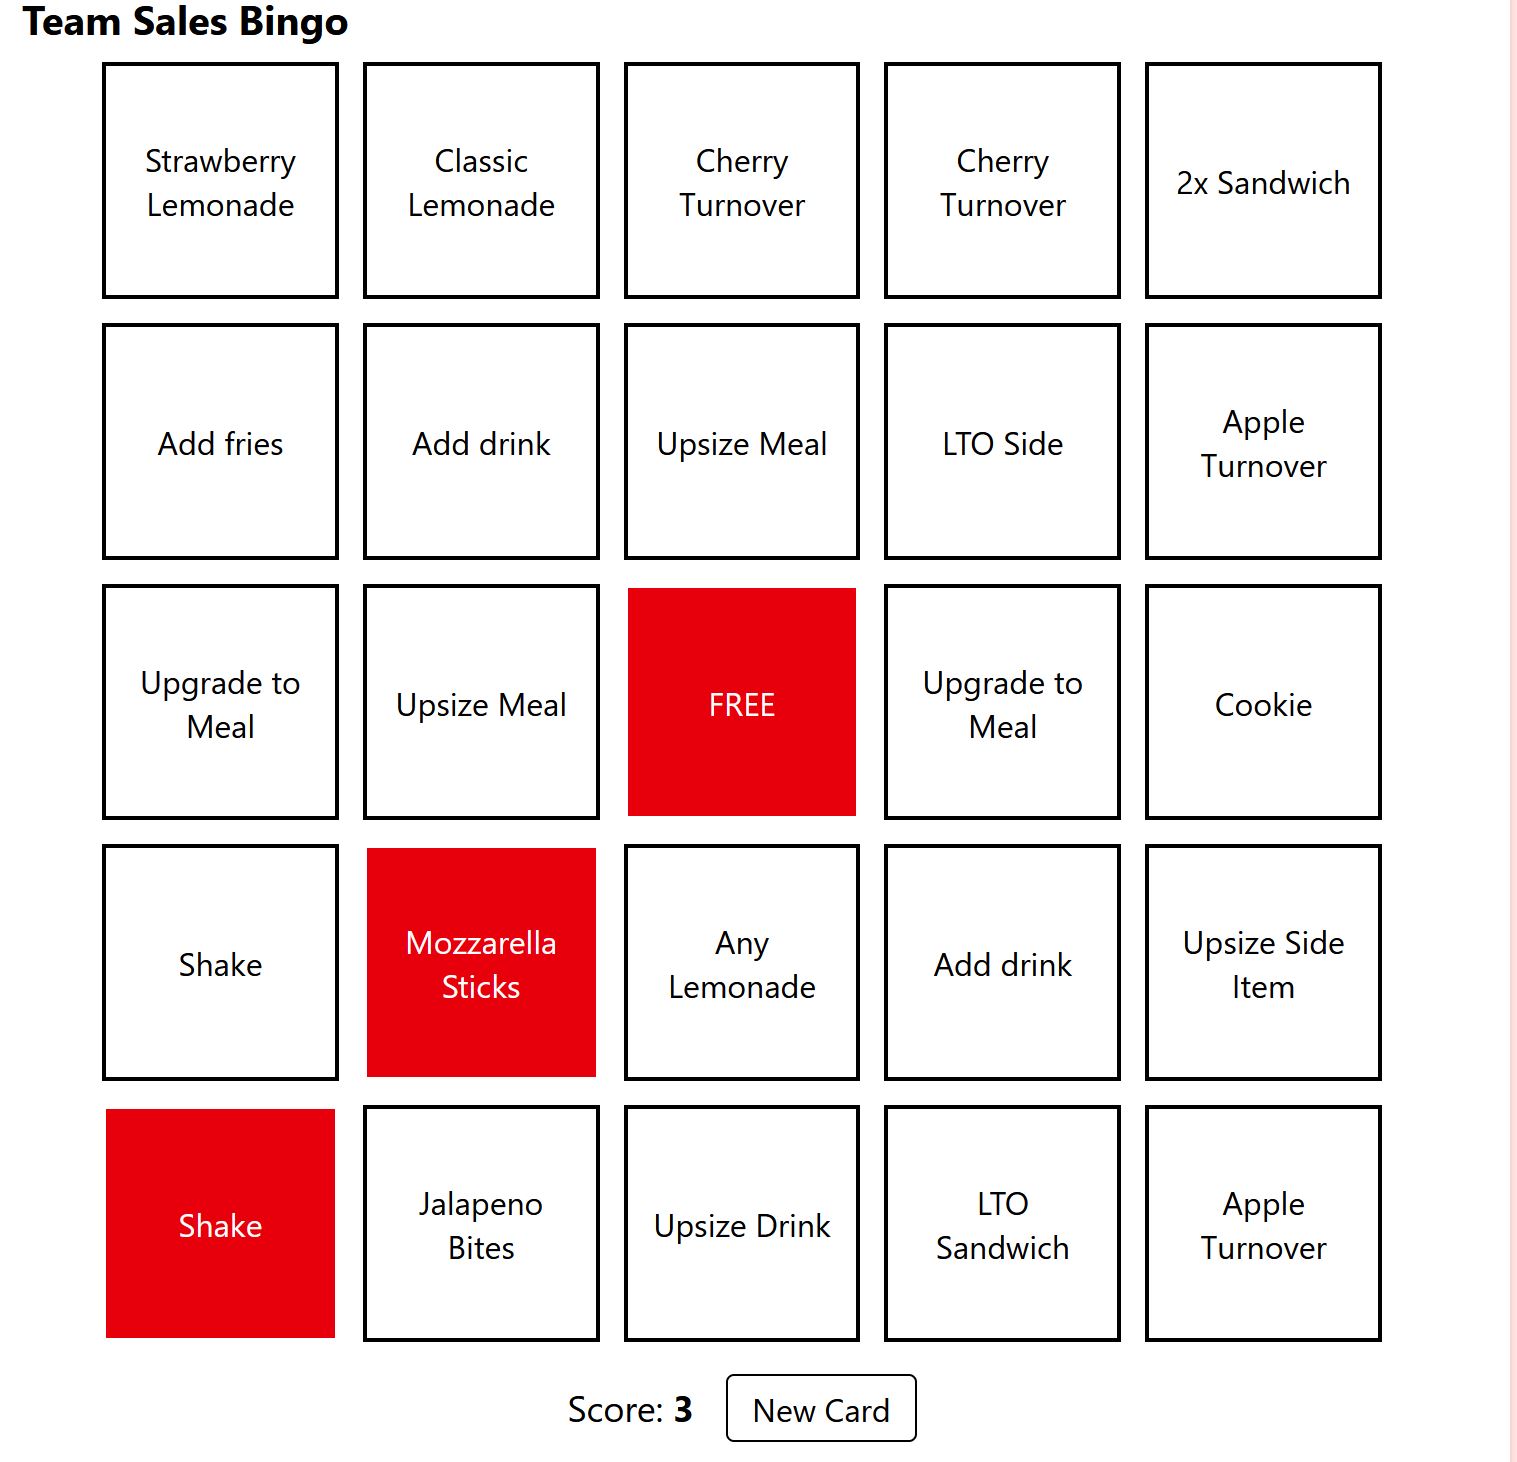 Team Sales Bingo
Strawberry
Lemonade
Classic
Lemonade
Cherry
Turnover
Cherry
Turnover
2x Sandwich
Add fries
Add drink
Upsize Meal
LTO Side
Apple
Turnover
Upgrade to
Meal
Upsize Meal
FREE
Upgrade to
Meal
Cookie
Shake
Mozzarella
Sticks
Any
Lemonade
Add drink
Upsize Side
Item
Shake
Jalapeno
Bites
Upsize Drink
LTO
Sandwich
Apple
Turnover
Score: 3
New Card